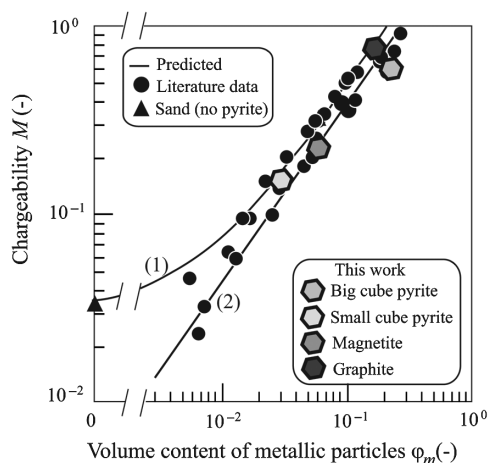 10⁰
Predicted
Literature data
Sand (no pyrite)
Chargeability M (-)
10⁻¹
(1)
(2)
This work
Big cube pyrite
Small cube pyrite
Magnetite
Graphite
10⁻²
0
10⁻²
10⁻¹
10⁰
Volume content of metallic particles φₘ(-)